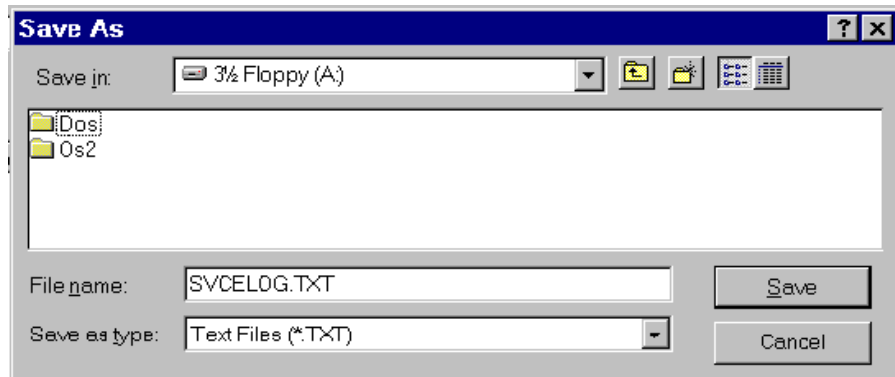 Save As
Save in: 3½ Floppy (A:)
Dos
Os2
File name: SVCELOG.TXT Save
Save as type: Text Files (*.TXT) Cancel